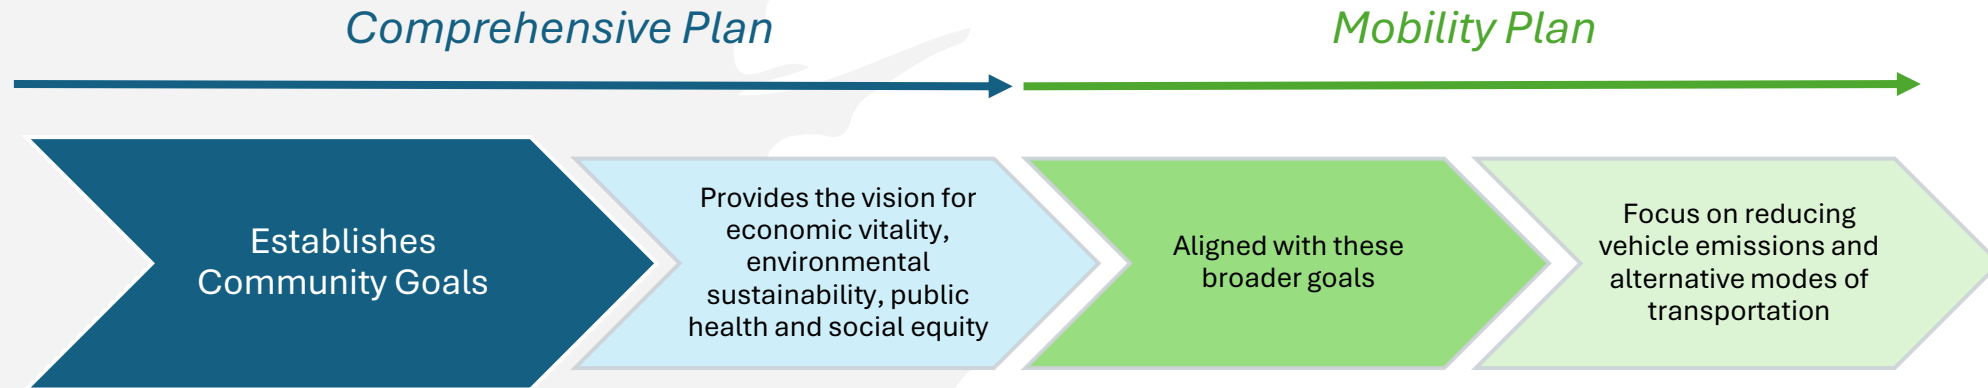 Comprehensive Plan
Mobility Plan
Establishes
Community Goals
Provides the vision for
economic vitality,
environmental
sustainability, public
health and social equity
Aligned with these
broader goals
Focus on reducing
vehicle emissions and
alternative modes of
transportation